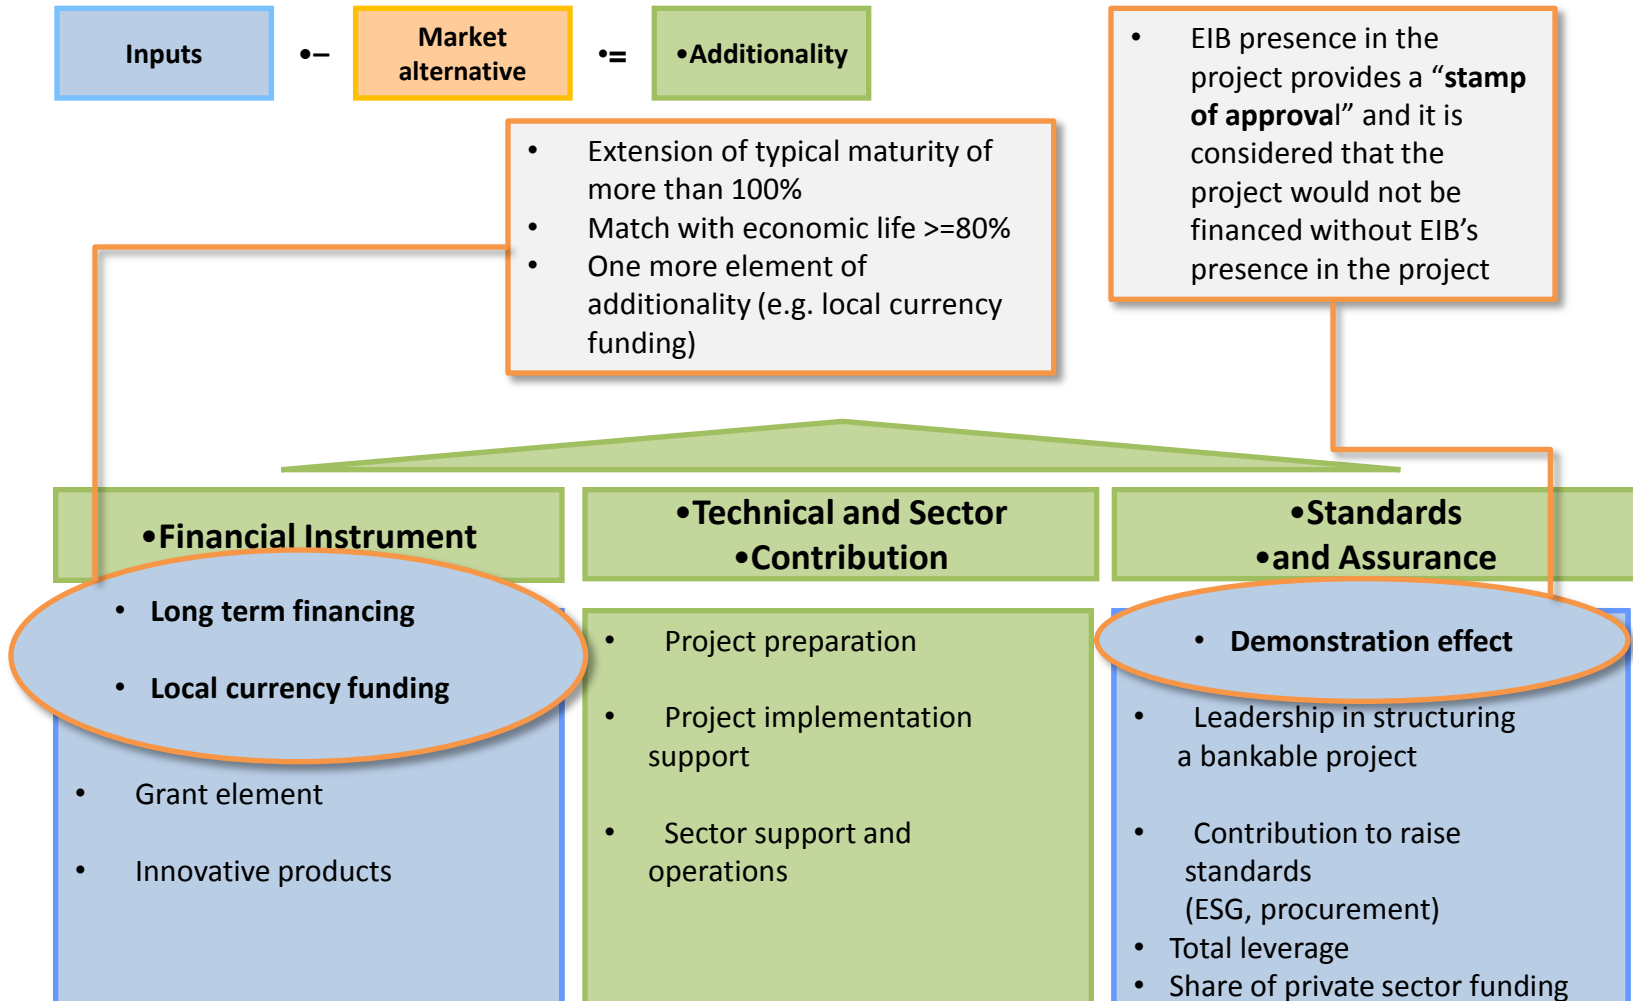 Inputs
•–
Market
alternative
•=
•Additionality
• Extension of typical maturity of
more than 100%
• Match with economic life >=80%
• One more element of
additionality (e.g. local currency
funding)
• EIB presence in the
project provides a “stamp
of approval” and it is
considered that the
project would not be
financed without EIB’s
presence in the project
•Financial Instrument
• Long term financing
• Local currency funding
• Grant element
• Innovative products
•Technical and Sector
•Contribution
• Project preparation
• Project implementation
support
• Sector support and
operations
•Standards
•and Assurance
• Demonstration effect
• Leadership in structuring
a bankable project
• Contribution to raise
standards
(ESG, procurement)
• Total leverage
• Share of private sector funding